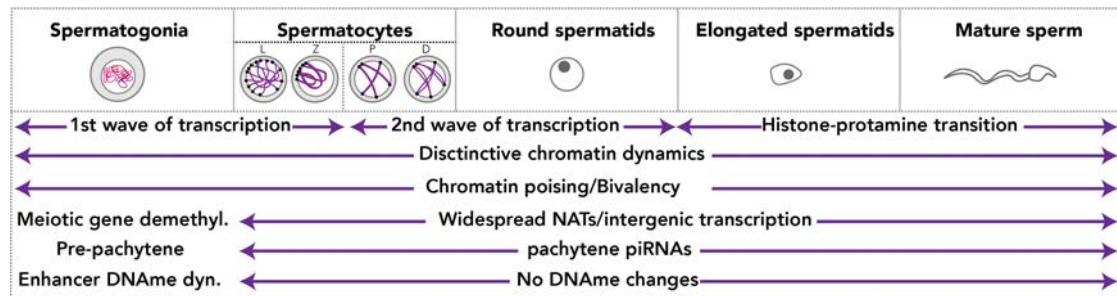 Spermatogonia Spermatocytes Round spermatids Elongated spermatids Mature sperm
L Z P D
1st wave of transcription 2nd wave of transcription Histone-protamine transition
Disctinctive chromatin dynamics
Chromatin poising/Bivalency
Meiotic gene demethyl. Widespread NATs/intergenic transcription
Pre-pachytene pachytene piRNAs
Enhancer DNAme dyn. No DNAme changes